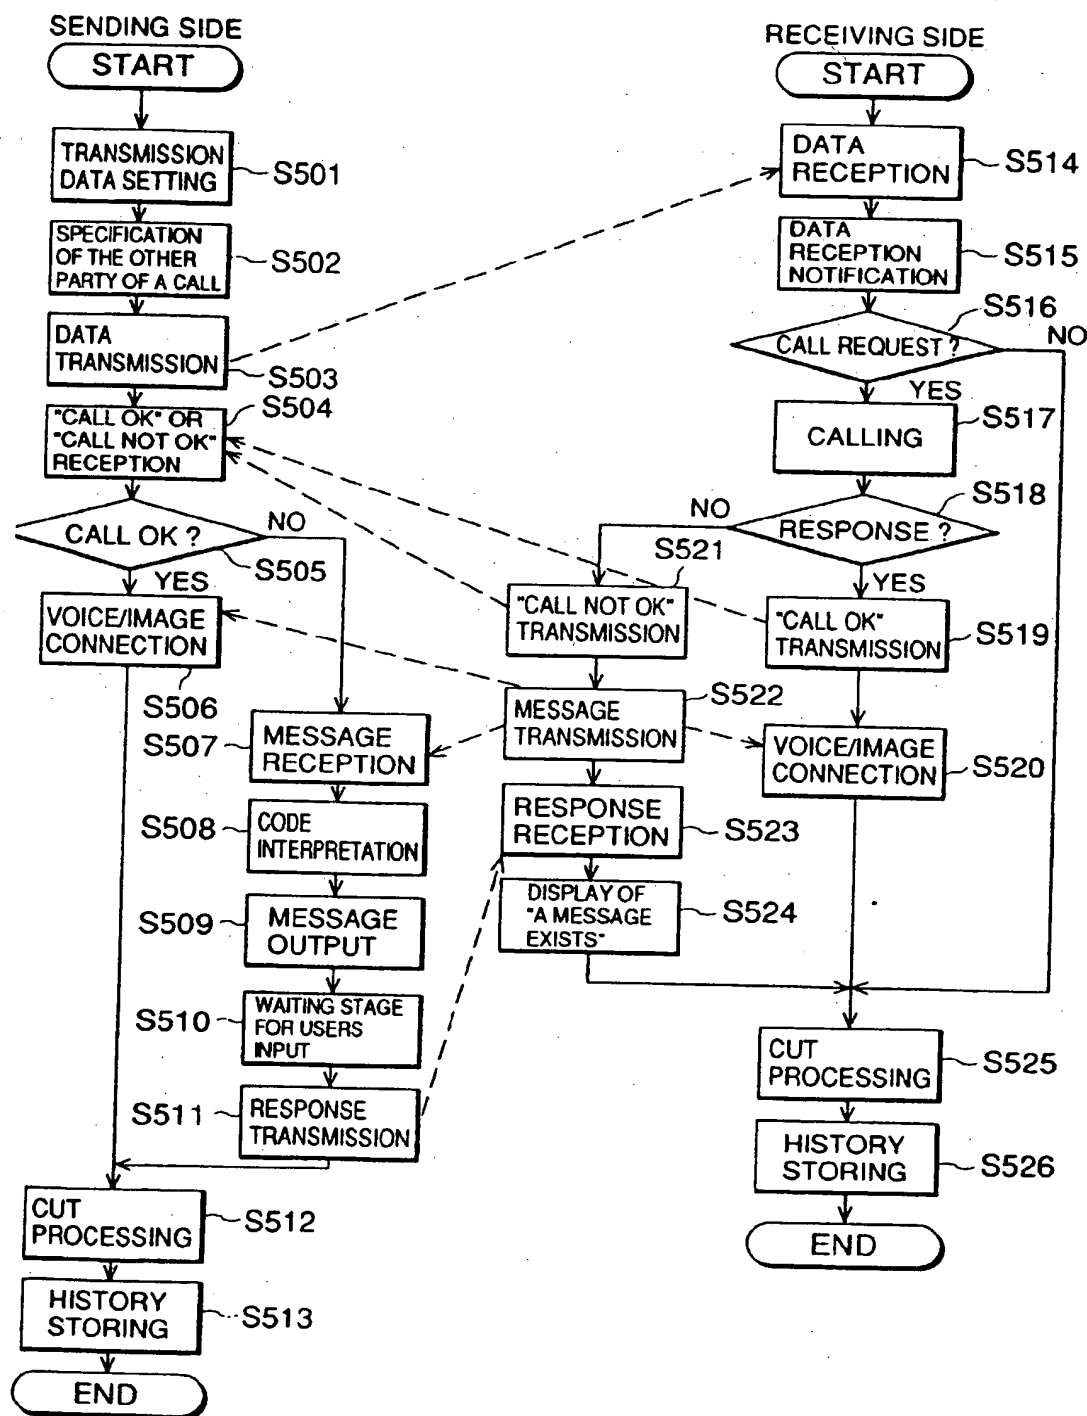 SENDING SIDE
START
TRANSMISSION
DATA SETTING
S501
SPECIFICATION
OF THE OTHER
PARTY OF A CALL
S502
DATA
TRANSMISSION
S503
"CALL OK" OR
"CALL NOT OK"
RECEPTION
S504
CALL OK ?
S505
NO
YES
VOICE/IMAGE
CONNECTION
S506
S507
MESSAGE
RECEPTION
S508
CODE
INTERPRETATION
S509
MESSAGE
OUTPUT
S510
WAITING STAGE
FOR USERS
INPUT
S511
RESPONSE
TRANSMISSION
CUT
PROCESSING
S512
HISTORY
STORING
S513
END
RECEIVING SIDE
START
DATA
RECEPTION
S514
DATA
RECEPTION
NOTIFICATION
S515
S516
CALL REQUEST ?
NO
YES
S517
CALLING
S518
RESPONSE ?
NO
YES
S521
"CALL NOT OK"
TRANSMISSION
"CALL OK"
TRANSMISSION
S519
MESSAGE
TRANSMISSION
S522
VOICE/IMAGE
CONNECTION
S520
RESPONSE
RECEPTION
S523
DISPLAY OF
"A MESSAGE
EXISTS"
S524
CUT
PROCESSING
S525
HISTORY
STORING
S526
END